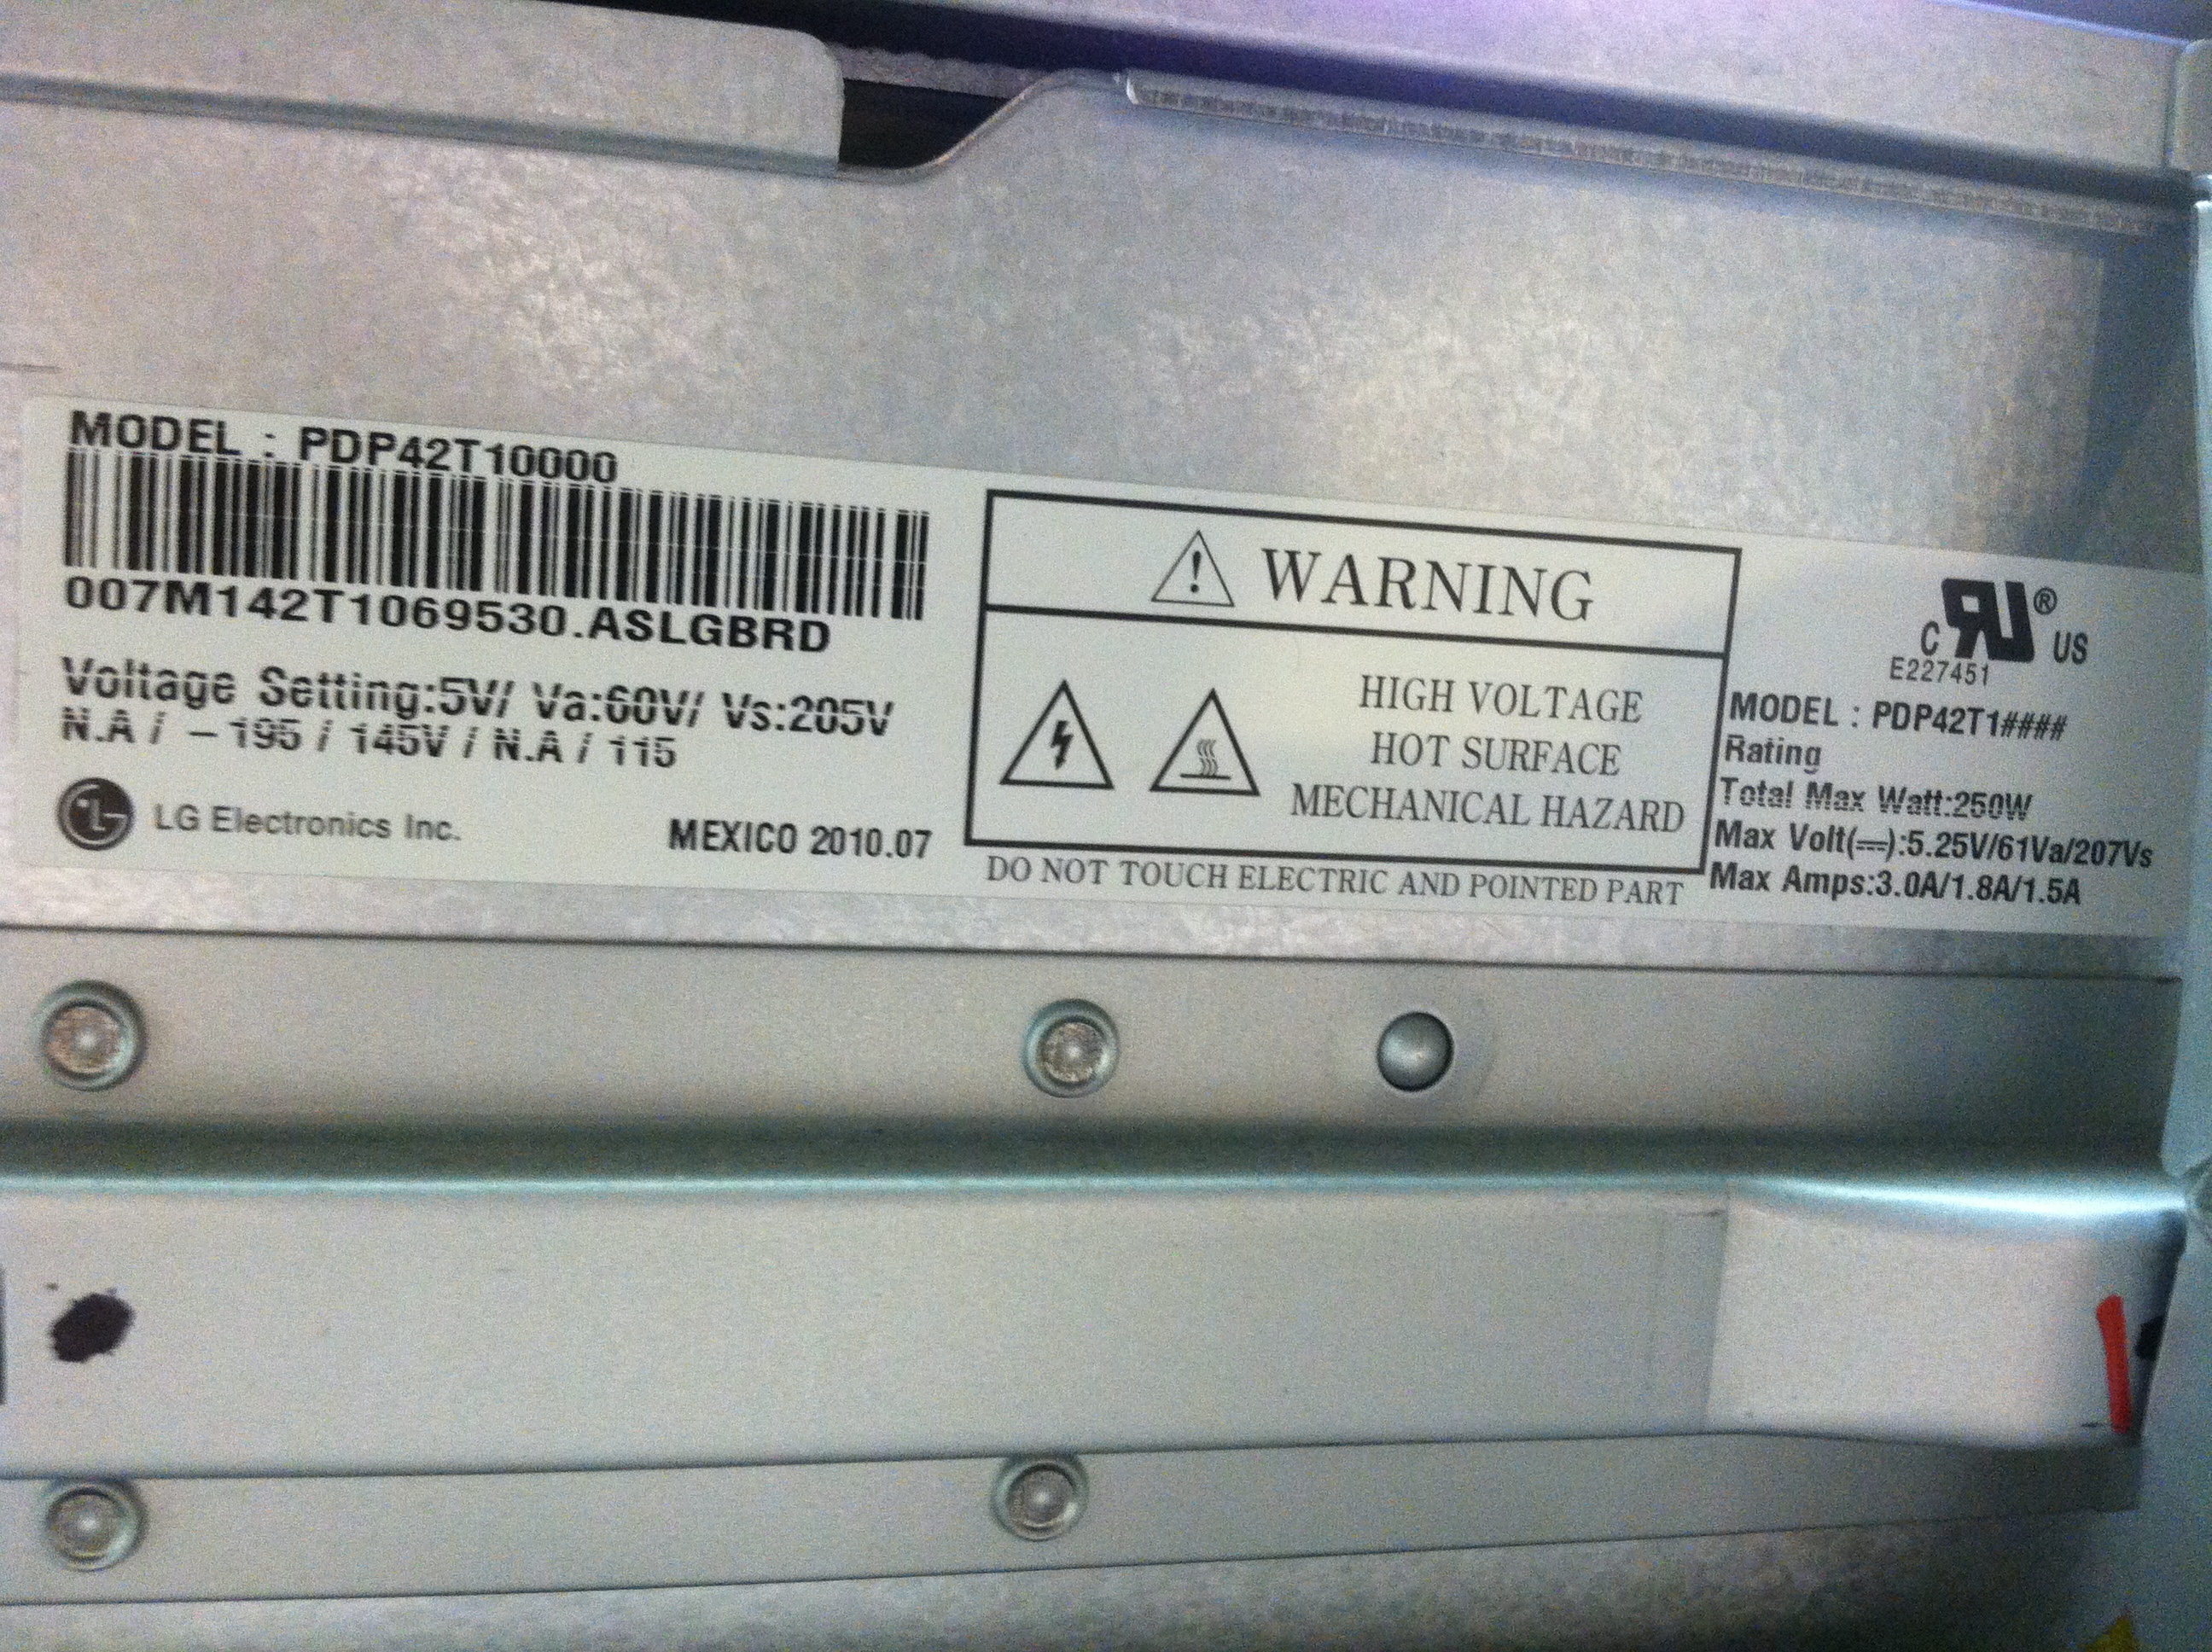 MODEL : PDP42T10000
007M142T1069530.ASLGBRD
Voltage Setting:5V/ Va:60V/ Vs:205V
N.A / - 195 / 145V / N.A / 115
LG Electronics Inc.
MEXICO 2010.07
WARNING
HIGH VOLTAGE
HOT SURFACE
MECHANICAL HAZARD
DO NOT TOUCH ELECTRIC AND POINTED PART
C RU ® US
E227451
MODEL : PDP42T1####
Rating
Total Max Watt:250W
Max Volt(⎓):5.25V/61Va/207Vs
Max Amps:3.0A/1.8A/1.5A